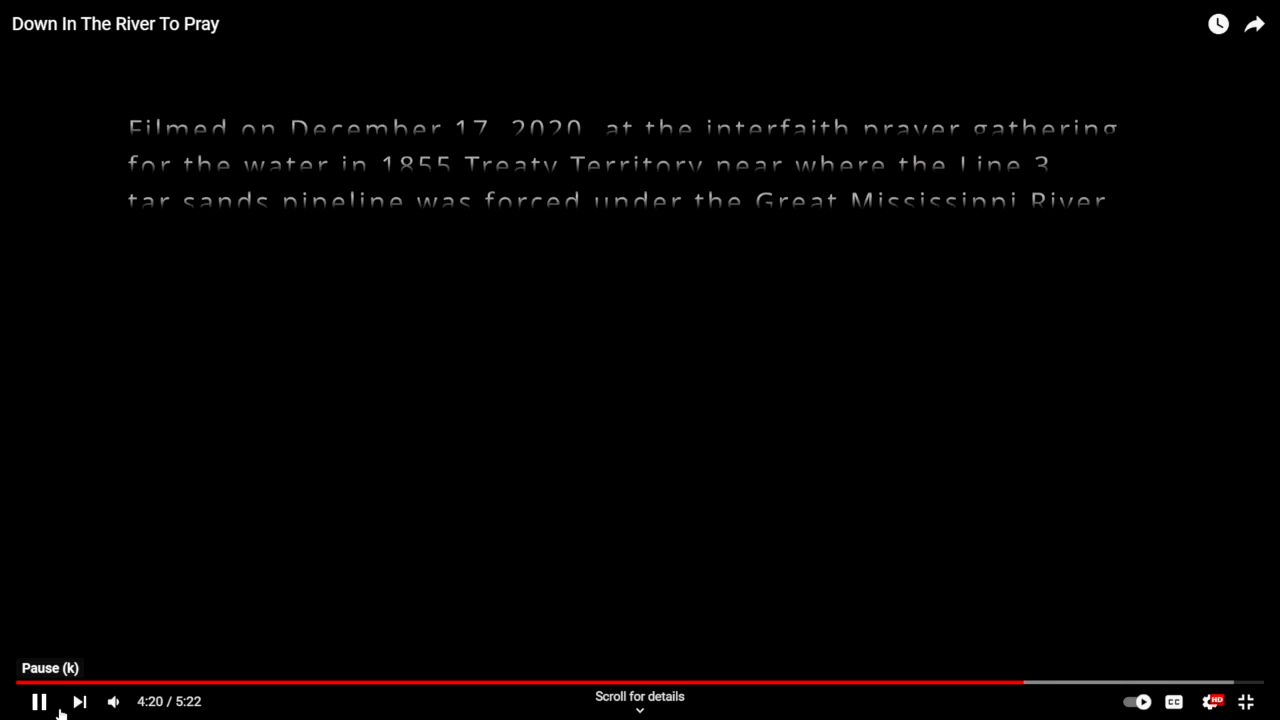 Down In The River To Pray
Filmed on December 17, 2020, at the interfaith prayer gathering
for the water in 1855 Treaty Territory near where the Line 3
tar sands pipeline was forced under the Great Mississippi River
Pause (k)
4:20 / 5:22
Scroll for details
CC
HD